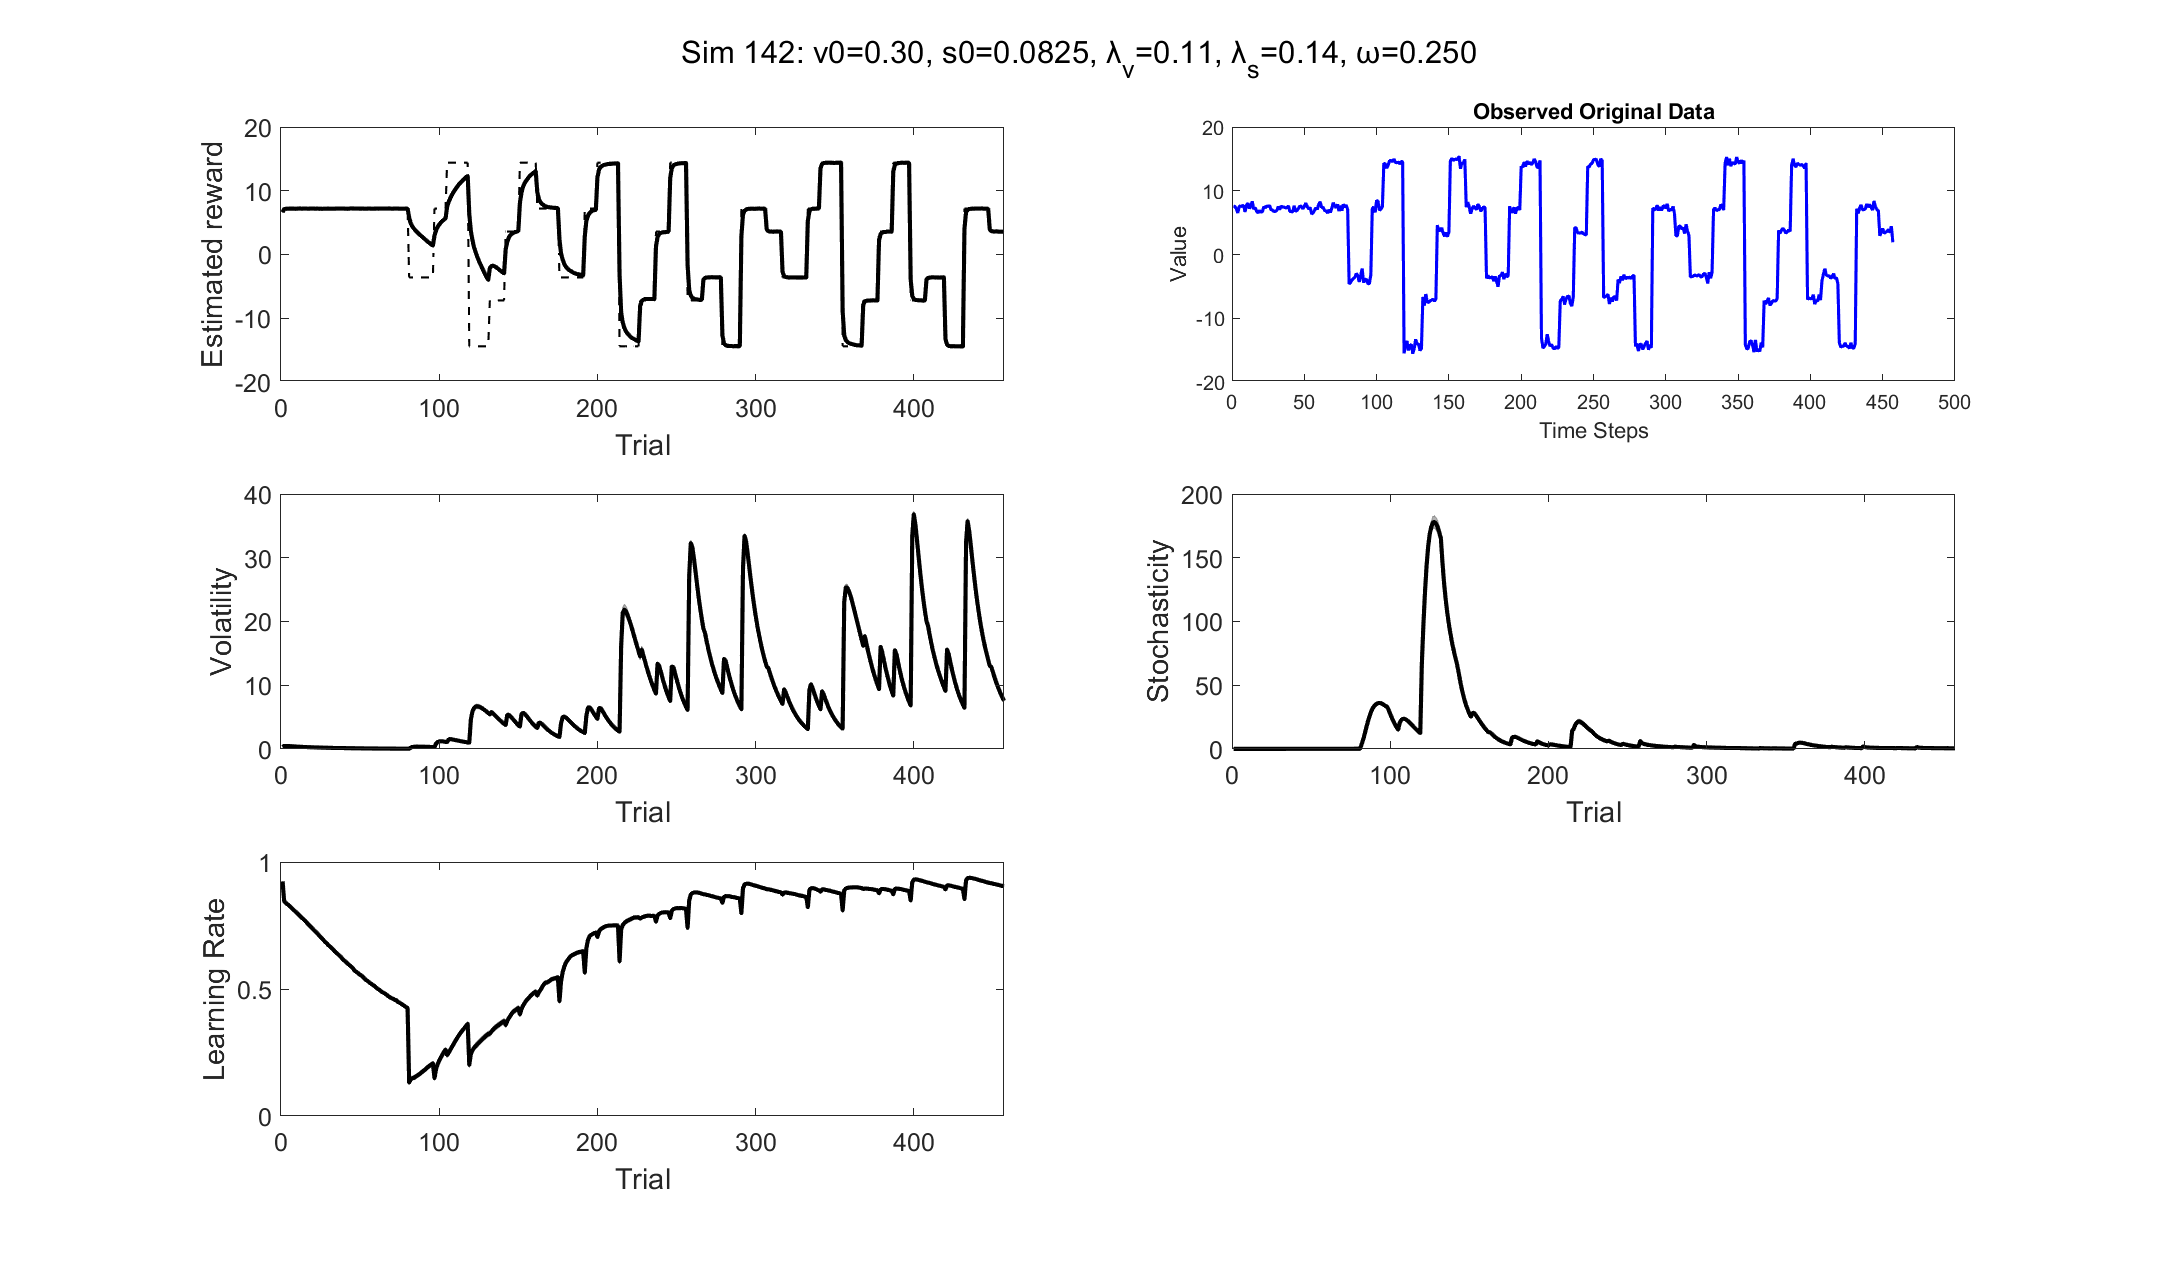 Sim 142: v0=0.30, s0=0.0825, λv=0.11, λs=0.14, ω=0.250
Estimated reward
20
10
0
-10
-20
0 100 200 300 400
Trial
Observed Original Data
Value
20
10
0
-10
-20
0 50 100 150 200 250 300 350 400 450 500
Time Steps
Volatility
40
30
20
10
0
0 100 200 300 400
Trial
Stochasticity
200
150
100
50
0
0 100 200 300 400
Trial
Learning Rate
1
0.5
0
0 100 200 300 400
Trial